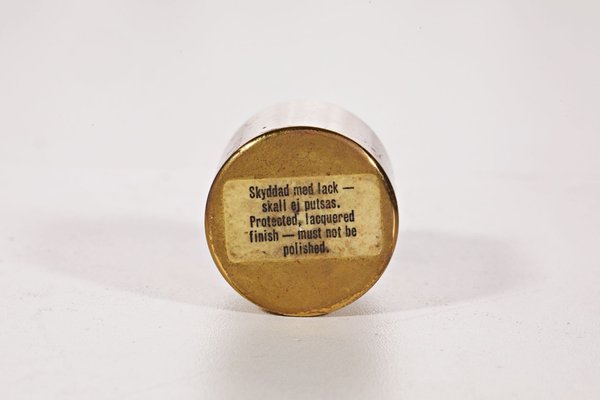 Skyddad med lack —
skall ej putsas.
Protected, lacquered
finish — must not be
polished.